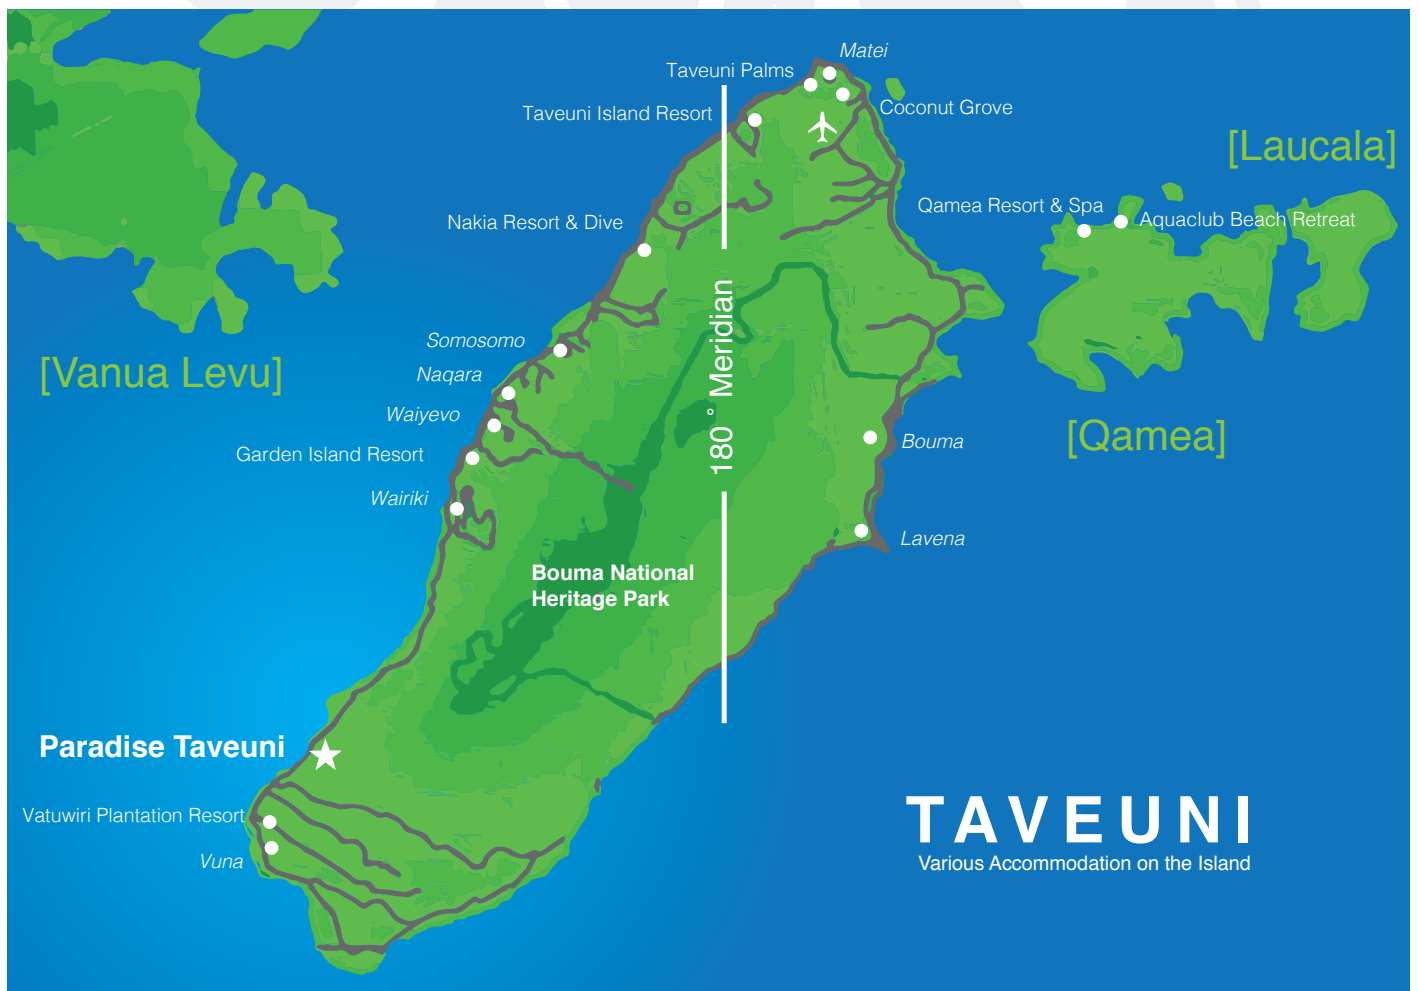 Matei
Taveuni Palms
Taveuni Island Resort
Coconut Grove
[Laucala]
Qamea Resort & Spa
Aquaclub Beach Retreat
Nakia Resort & Dive
180 ° Meridian
Somosomo
[Vanua Levu]
Naqara
Waiyevo
[Qamea]
Bouma
Garden Island Resort
Wairiki
Lavena
Bouma National
Heritage Park
Paradise Taveuni
Vatuwiri Plantation Resort
Vuna
TAVEUNI
Various Accommodation on the Island